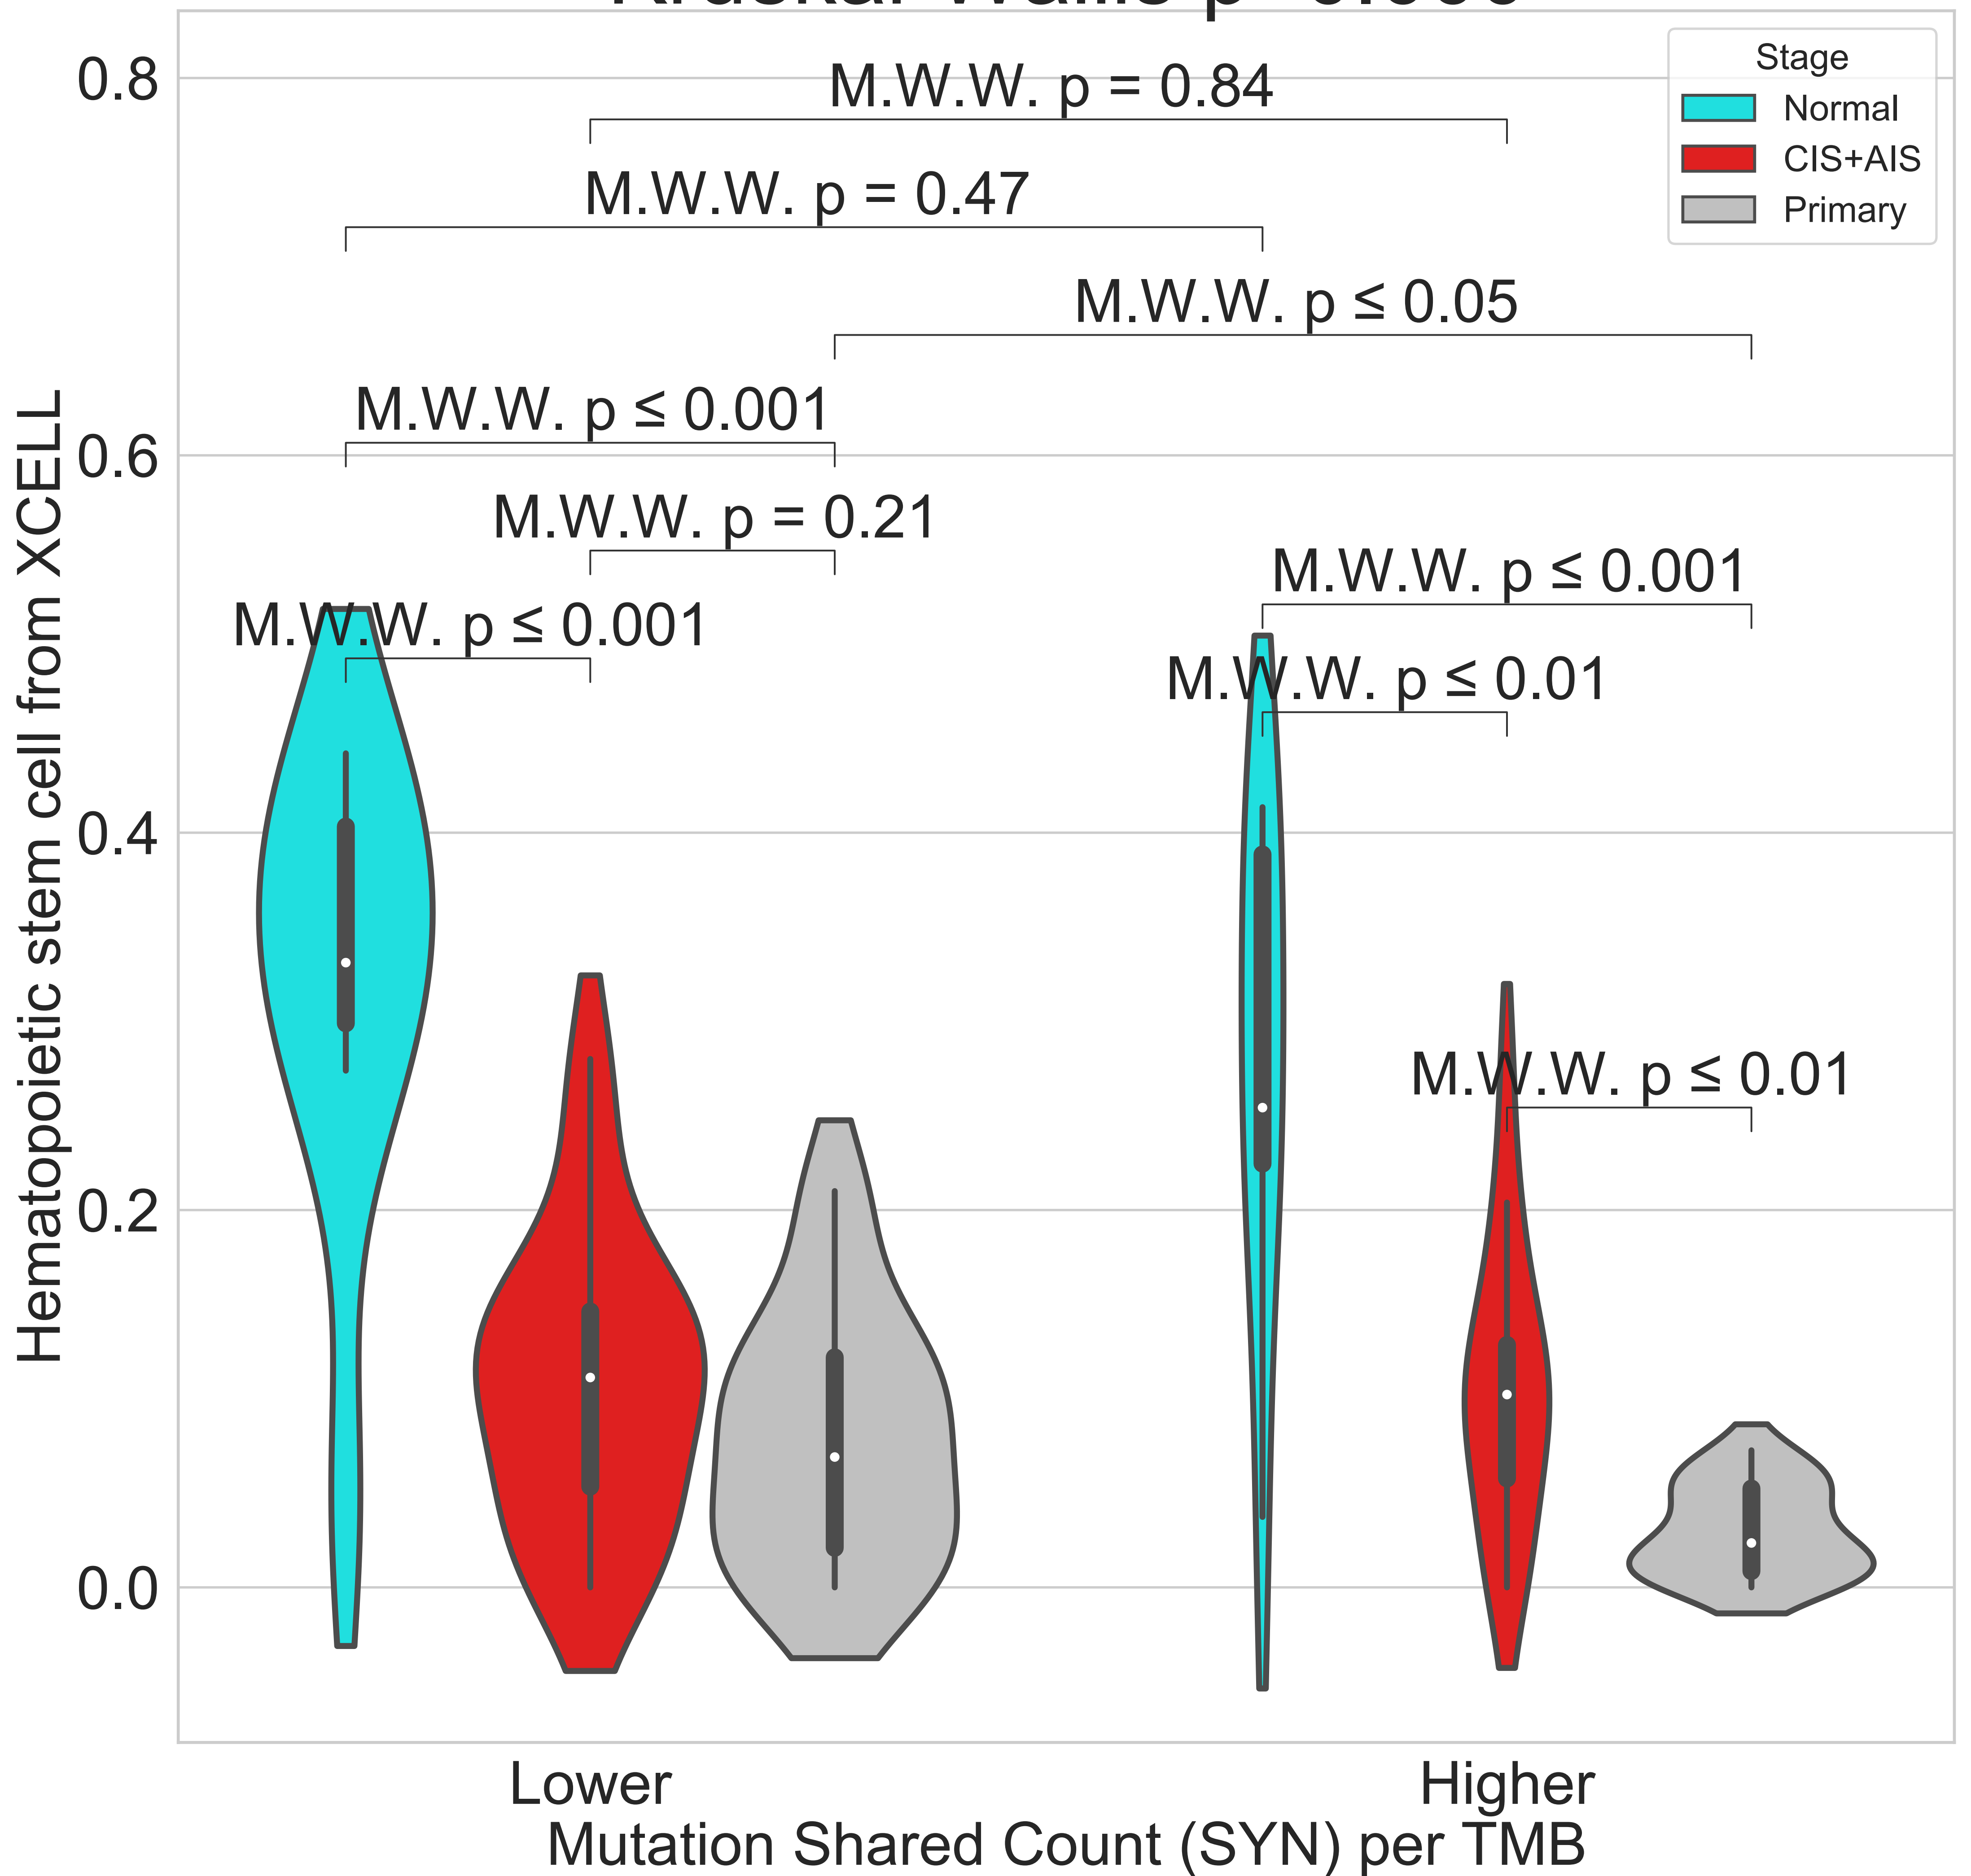 0.8
0.6
0.4
0.2
0.0
Hematopoietic stem cell from XCELL
M.W.W. p = 0.84
M.W.W. p = 0.47
M.W.W. p ≤ 0.05
M.W.W. p ≤ 0.001
M.W.W. p = 0.21
M.W.W. p ≤ 0.001
M.W.W. p ≤ 0.001
M.W.W. p ≤ 0.01
M.W.W. p ≤ 0.01
Stage
Normal
CIS+AIS
Primary
Lower
Higher
Mutation Shared Count (SYN) per TMB